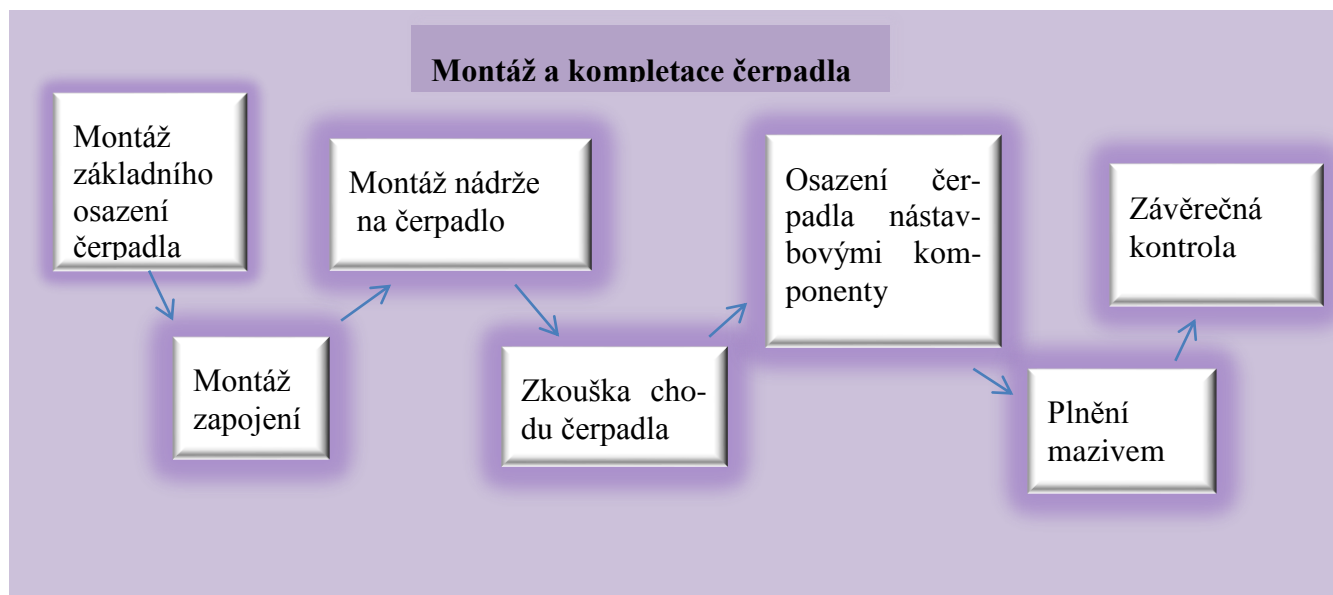 Montáž a kompletace čerpadla
Montáž
základního
osazení
čerpadla
Montáž
zapojení
Montáž nádrže
na čerpadlo
Zkouška cho-
du čerpadla
Osazení čer-
padla nástav-
bovými kom-
ponenty
Plnění
mazivem
Závěrečná
kontrola